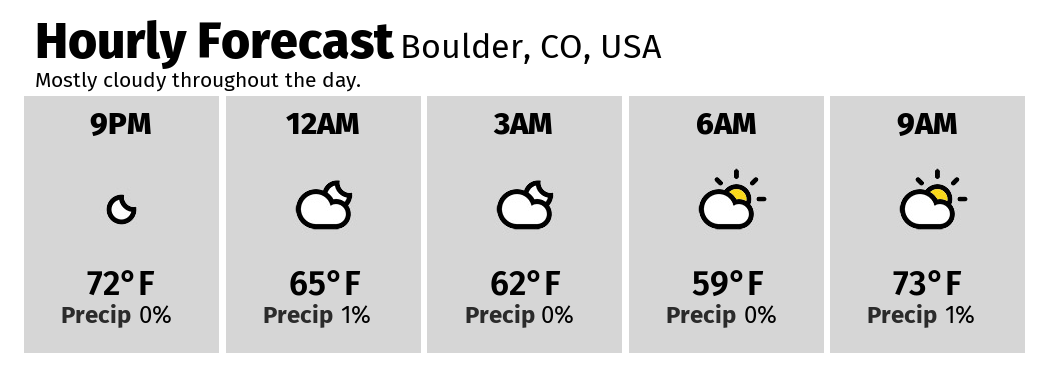 Hourly Forecast Boulder, CO, USA
Mostly cloudy throughout the day.
9PM
72° F
Precip 0%
12AM
65° F
Precip 1%
3AM
62° F
Precip 0%
6AM
59° F
Precip 0%
9AM
73° F
Precip 1%